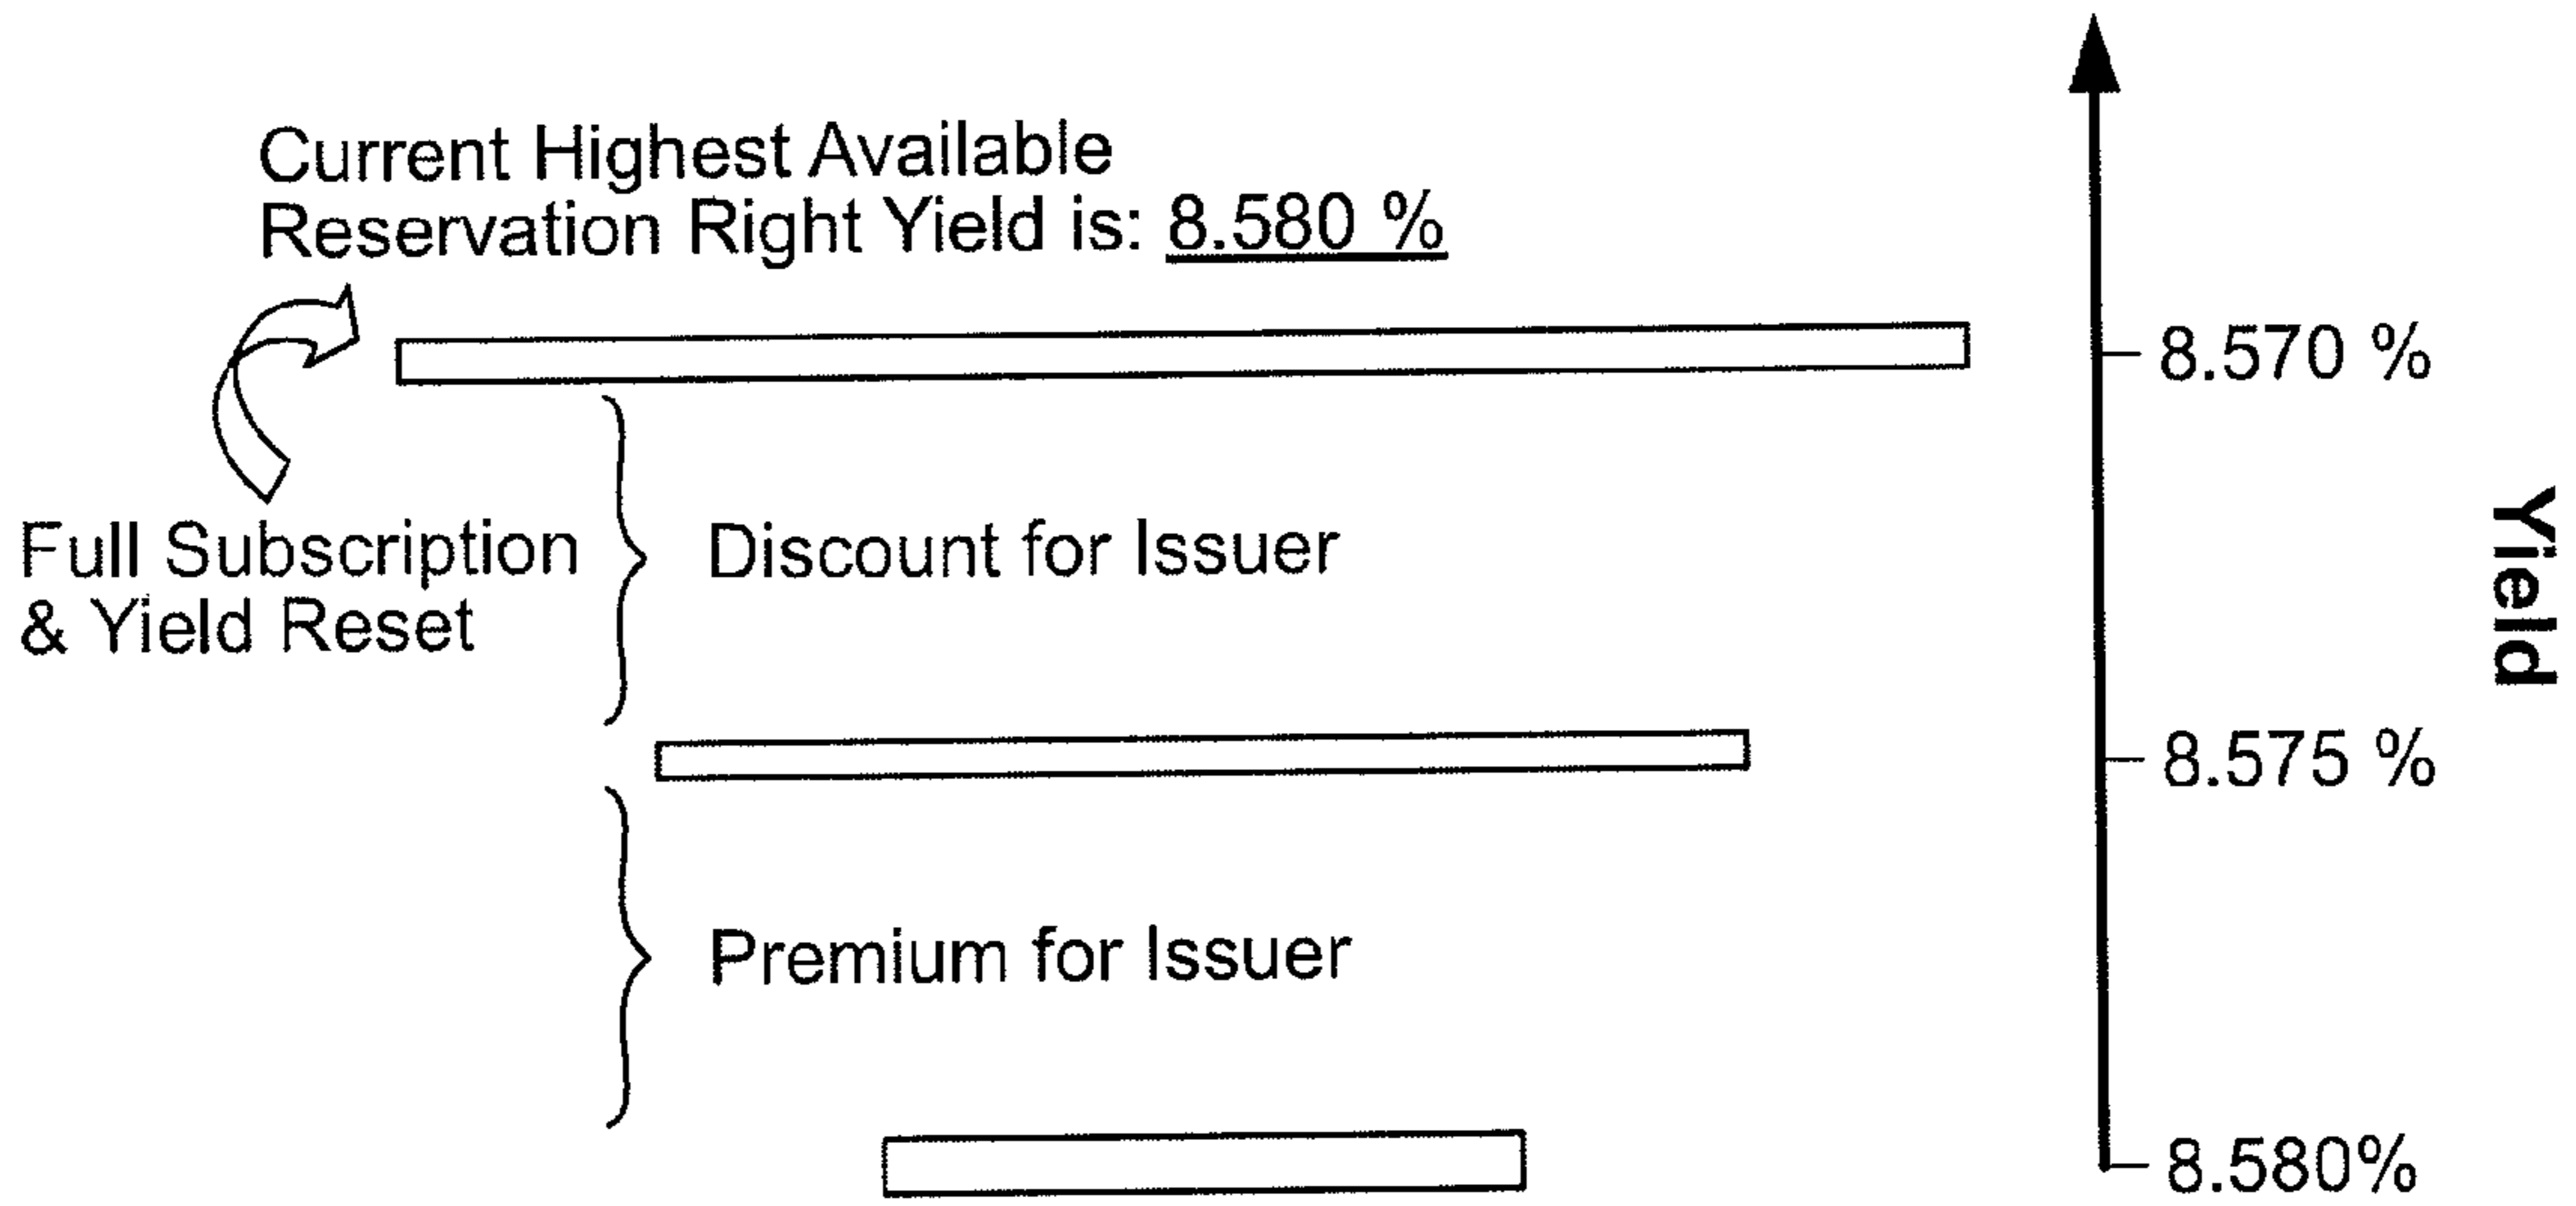 Current Highest Available
Reservation Right Yield is: 8.580 %
8.570 %
Full Subscription
& Yield Reset
Discount for Issuer
Yield
8.575 %
Premium for Issuer
8.580%